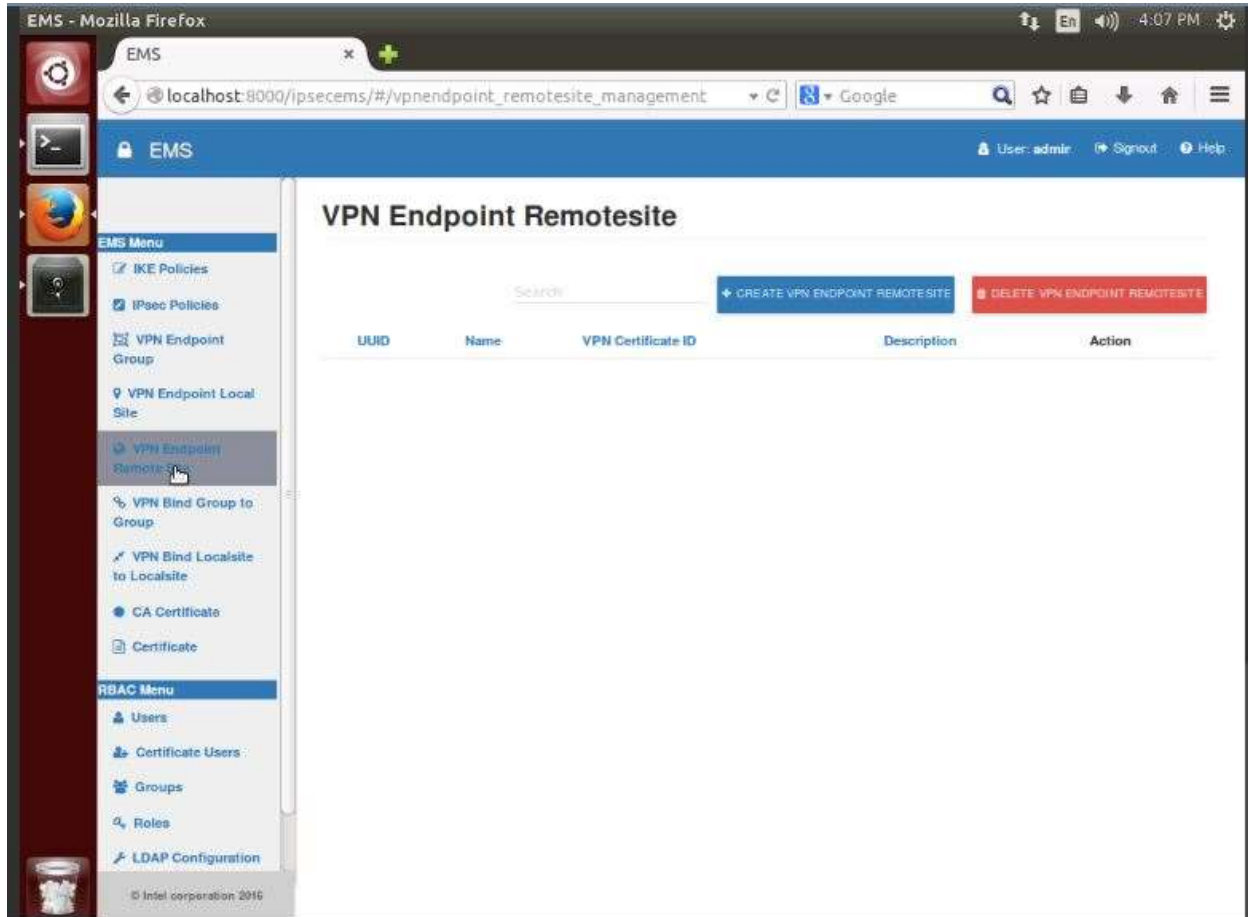 EMS - Mozilla Firefox
En
4:07 PM
EMS
localhost:8000/ipsecems/#/vpnendpoint_remotesite_management
Google
EMS
User: admin
Signout
Help
EMS Menu
IKE Policies
IPsec Policies
VPN Endpoint
Group
VPN Endpoint Local
Site
VPN Endpoint
Remote
VPN Bind Group to
Group
VPN Bind Localsite
to Localsite
CA Certificate
Certificate
RBAC Menu
Users
Certificate Users
Groups
Roles
LDAP Configuration
© Intel corporation 2016
VPN Endpoint Remotesite
Search
CREATE VPN ENDPOINT REMOTESITE
DELETE VPN ENDPOINT REMOTESITE
UUID
Name
VPN Certificate ID
Description
Action